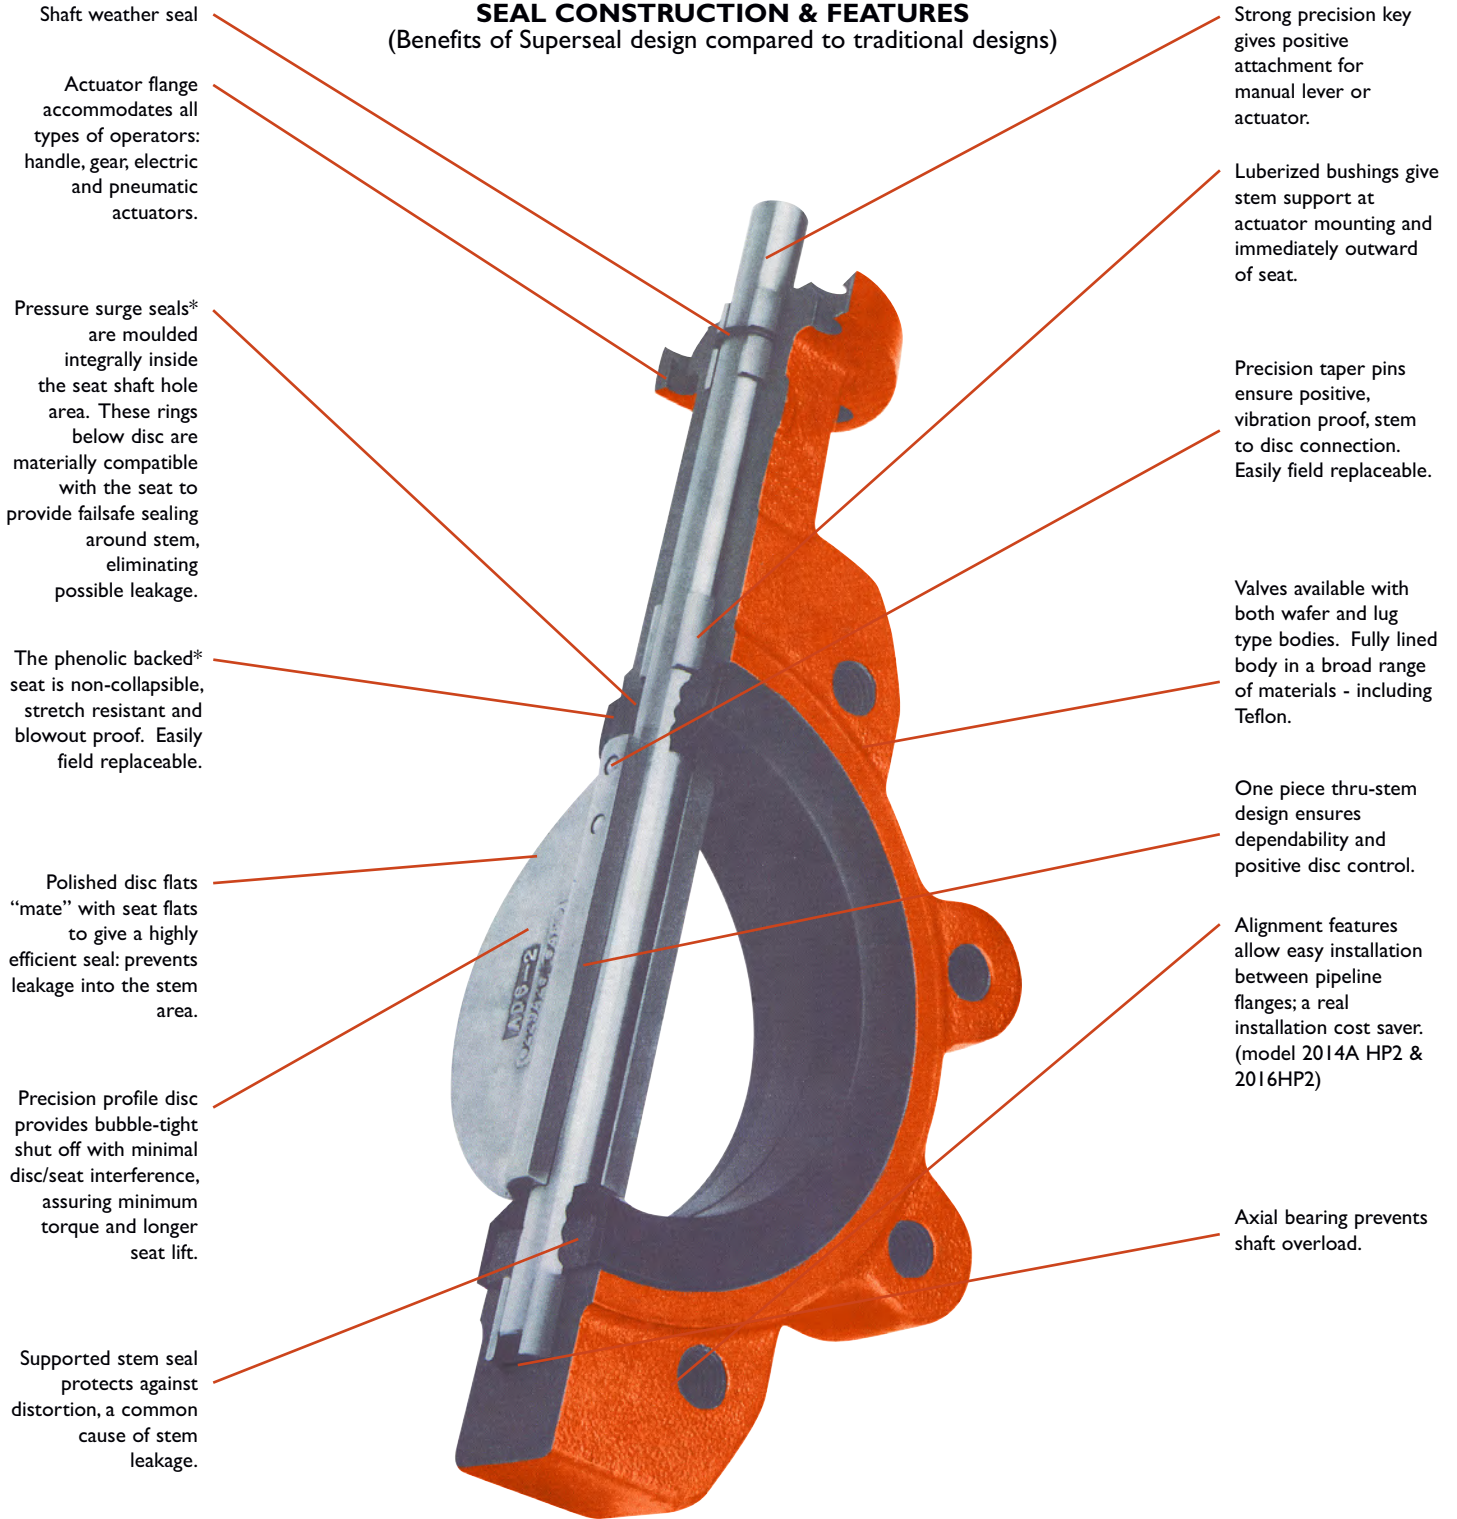 SEAL CONSTRUCTION & FEATURES
(Benefits of Superseal design compared to traditional designs)
Shaft weather seal
Actuator flange
accommodates all
types of operators:
handle, gear, electric
and pneumatic
actuators.
Pressure surge seals*
are moulded
integrally inside
the seat shaft hole
area. These rings
below disc are
materially compatible
with the seat to
provide failsafe sealing
around stem,
eliminating
possible leakage.
The phenolic backed*
seat is non-collapsible,
stretch resistant and
blowout proof. Easily
field replaceable.
Polished disc flats
“mate” with seat flats
to give a highly
efficient seal: prevents
leakage into the stem
area.
Precision profile disc
provides bubble-tight
shut off with minimal
disc/seat interference,
assuring minimum
torque and longer
seat lift.
Supported stem seal
protects against
distortion, a common
cause of stem
leakage.
AD6-2
Strong precision key
gives positive
attachment for
manual lever or
actuator.
Luberized bushings give
stem support at
actuator mounting and
immediately outward
of seat.
Precision taper pins
ensure positive,
vibration proof, stem
to disc connection.
Easily field replaceable.
Valves available with
both wafer and lug
type bodies. Fully lined
body in a broad range
of materials - including
Teflon.
One piece thru-stem
design ensures
dependability and
positive disc control.
Alignment features
allow easy installation
between pipeline
flanges; a real
installation cost saver.
(model 2014A HP2 &
2016HP2)
Axial bearing prevents
shaft overload.